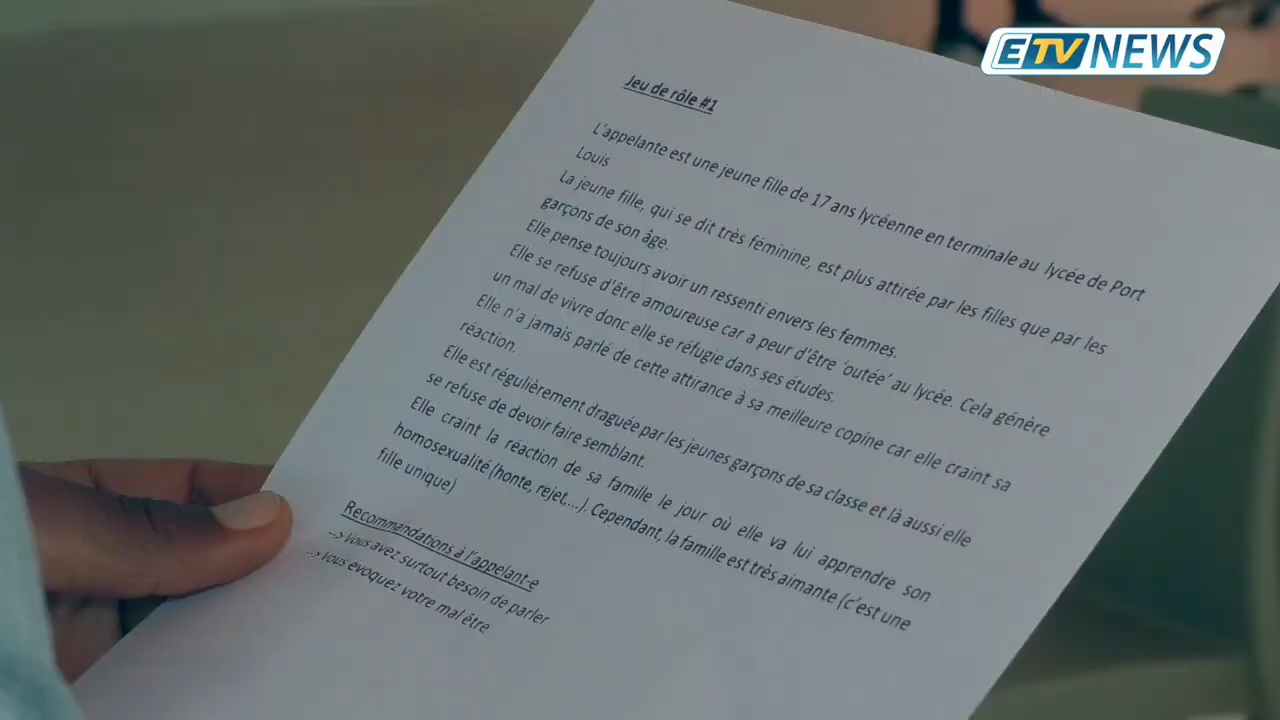 ETV NEWS
Jeu de rôle #1
L'appelante est une jeune fille de 17 ans lycéenne en terminale au lycée de Port
Louis
La jeune fille, qui se dit très féminine, est plus attirée par les filles que par les
garçons de son âge.
Elle pense toujours avoir un ressenti envers les femmes.
Elle se refuse d'être amoureuse car a peur d'être 'outée' au lycée. Cela génère
un mal de vivre donc elle se réfugie dans ses études.
Elle n'a jamais parlé de cette attirance à sa meilleure copine car elle craint sa
réaction.
Elle est régulièrement draguée par les jeunes garçons de sa classe et là aussi elle
se refuse de devoir faire semblant.
Elle craint la réaction de sa famille le jour où elle va lui apprendre son
homosexualité (honte, rejet,...). Cependant, la famille est très aimante (c'est une
fille unique)
Recommandations à l'appelant·e
--> Vous avez surtout besoin de parler
--> Vous évoquez votre mal être